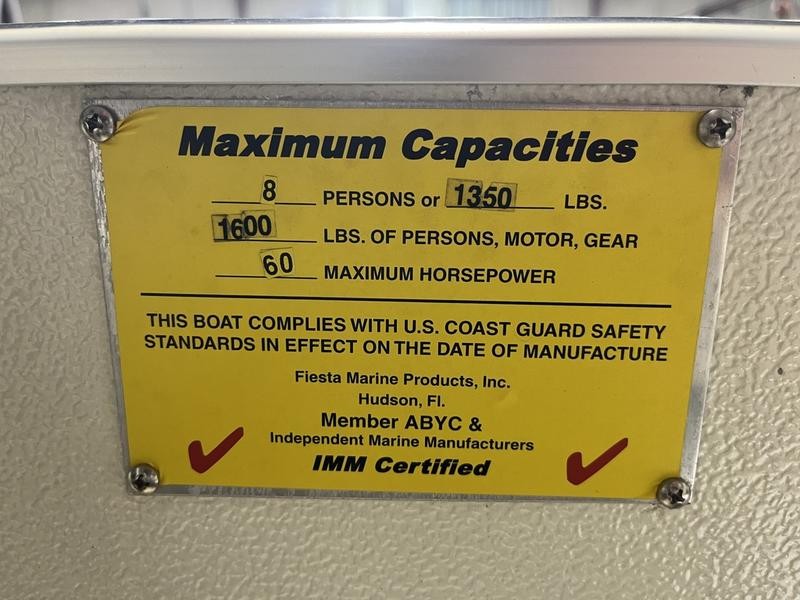 Maximum Capacities
8 PERSONS or 1350 LBS.
1600 LBS. OF PERSONS, MOTOR, GEAR
60 MAXIMUM HORSEPOWER
THIS BOAT COMPLIES WITH U.S. COAST GUARD SAFETY
STANDARDS IN EFFECT ON THE DATE OF MANUFACTURE
Fiesta Marine Products, Inc.
Hudson, Fl.
Member ABYC &
Independent Marine Manufacturers
IMM Certified